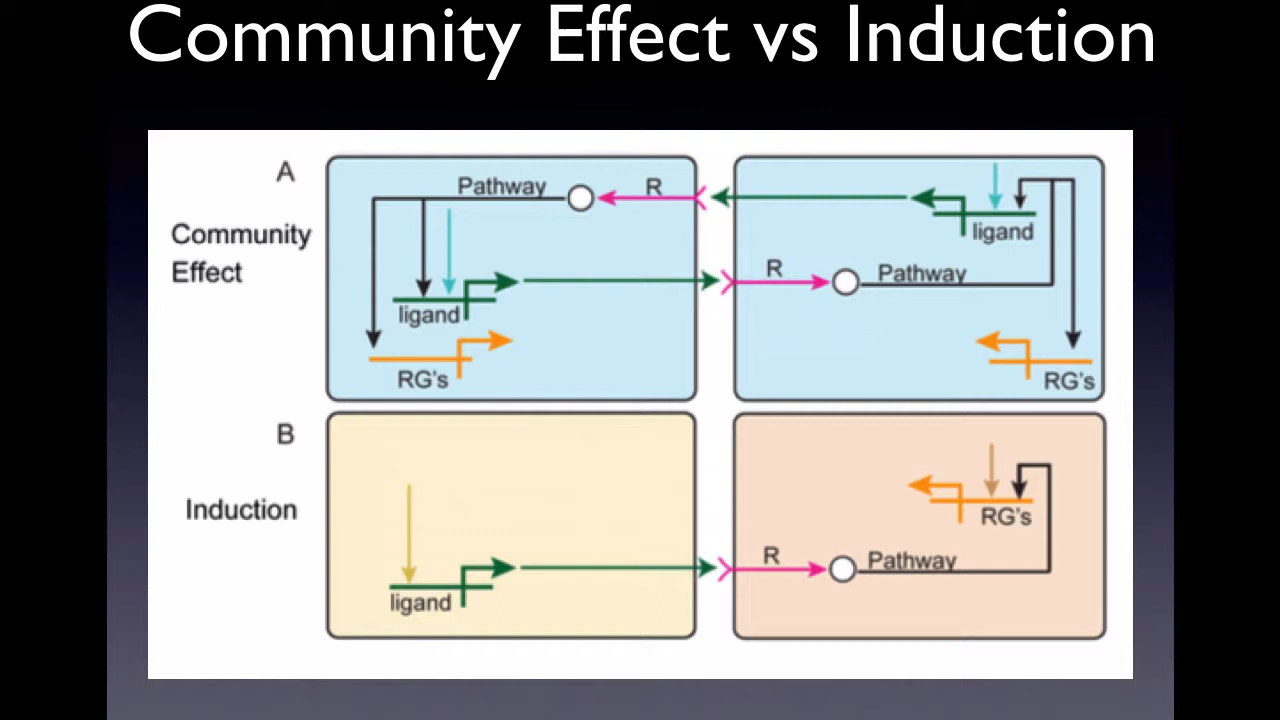 Community Effect vs Induction
A
Community
Effect
Pathway
R
ligand
RG's
ligand
R
Pathway
RG's
B
Induction
ligand
R
Pathway
RG's